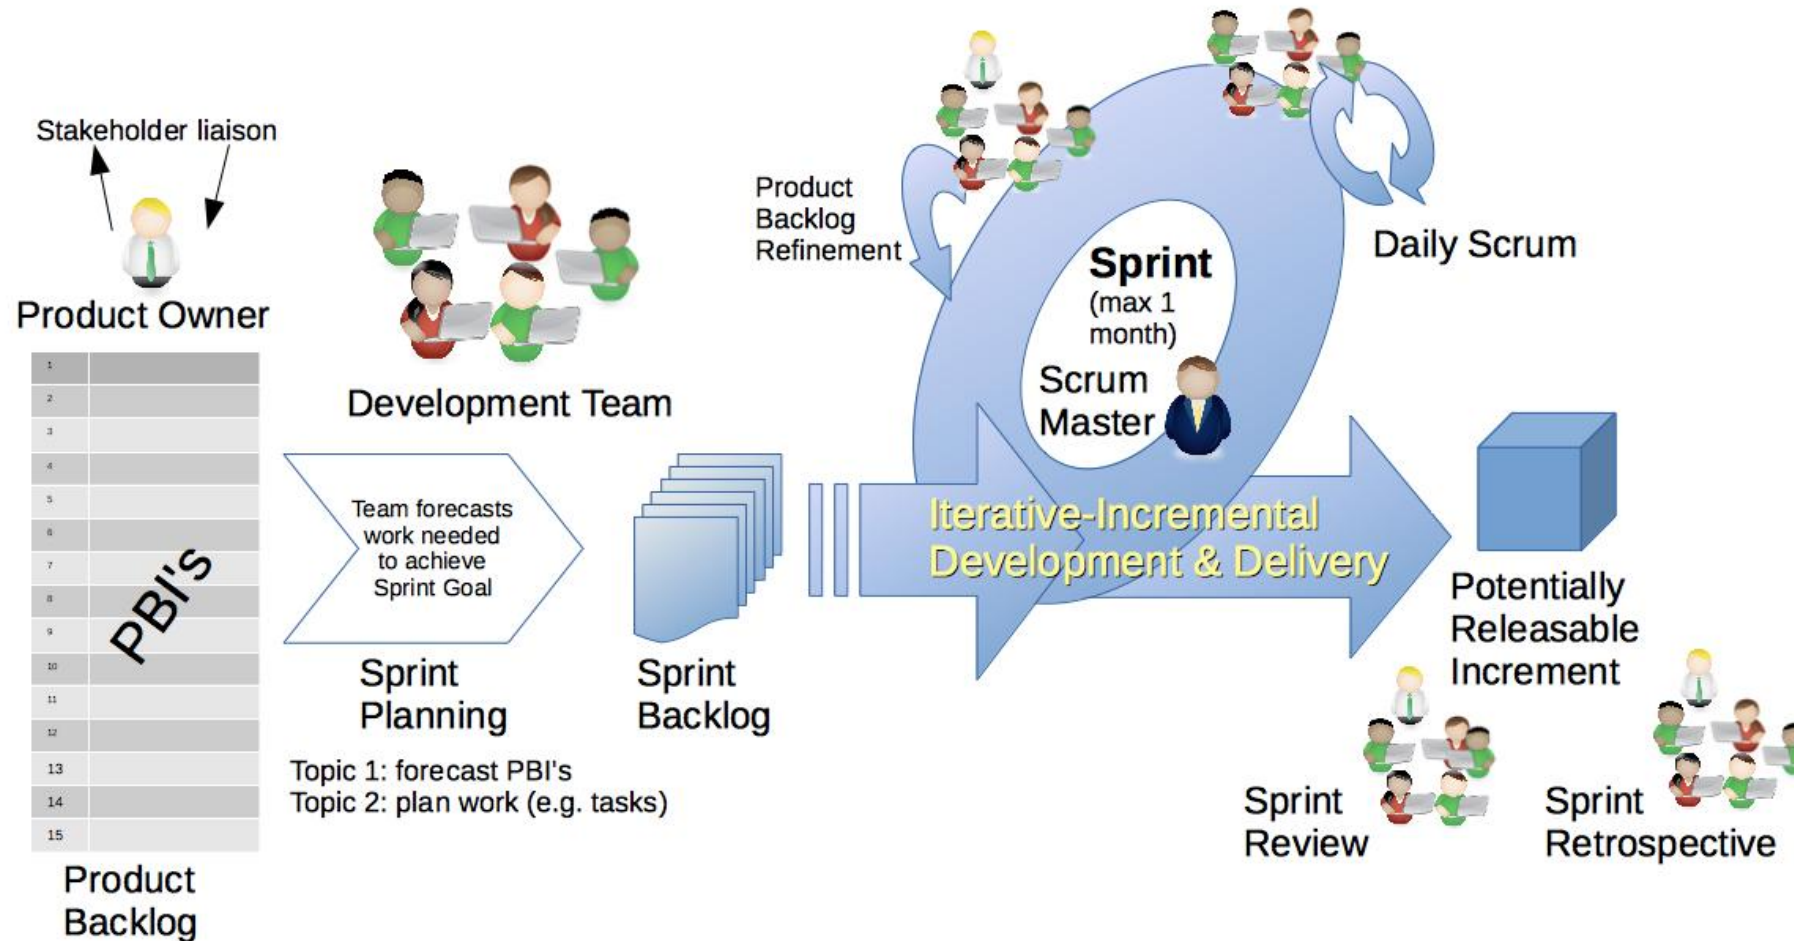 Stakeholder liaison
Product Owner
1
2
3
4
5
6
7
8
9
10
11
12
13
14
15
PBI's
Product
Backlog
Development Team
Team forecasts
work needed
to achieve
Sprint Goal
Sprint
Planning
Topic 1: forecast PBI's
Topic 2: plan work (e.g. tasks)
Sprint
Backlog
Product
Backlog
Refinement
Sprint
(max 1
month)
Scrum
Master
Daily Scrum
Iterative-Incremental
Development & Delivery
Potentially
Releasable
Increment
Sprint
Review
Sprint
Retrospective